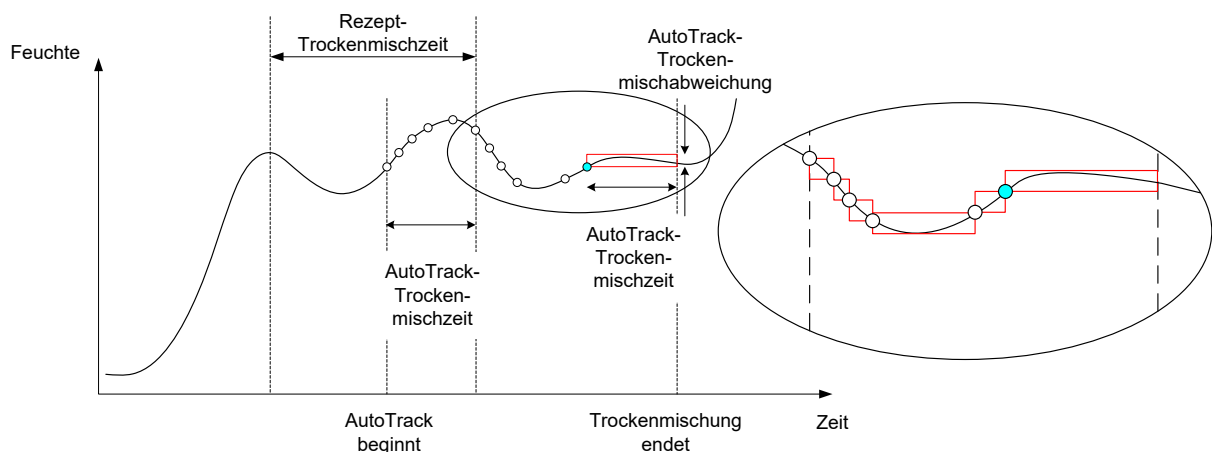 Rezept-
Trockenmischzeit
Feuchte
AutoTrack-
Trocken-
mischabweichung
AutoTrack-
Trocken-
mischzeit
AutoTrack-
Trocken-
mischzeit
AutoTrack
beginnt
Trockenmischung
endet
Zeit